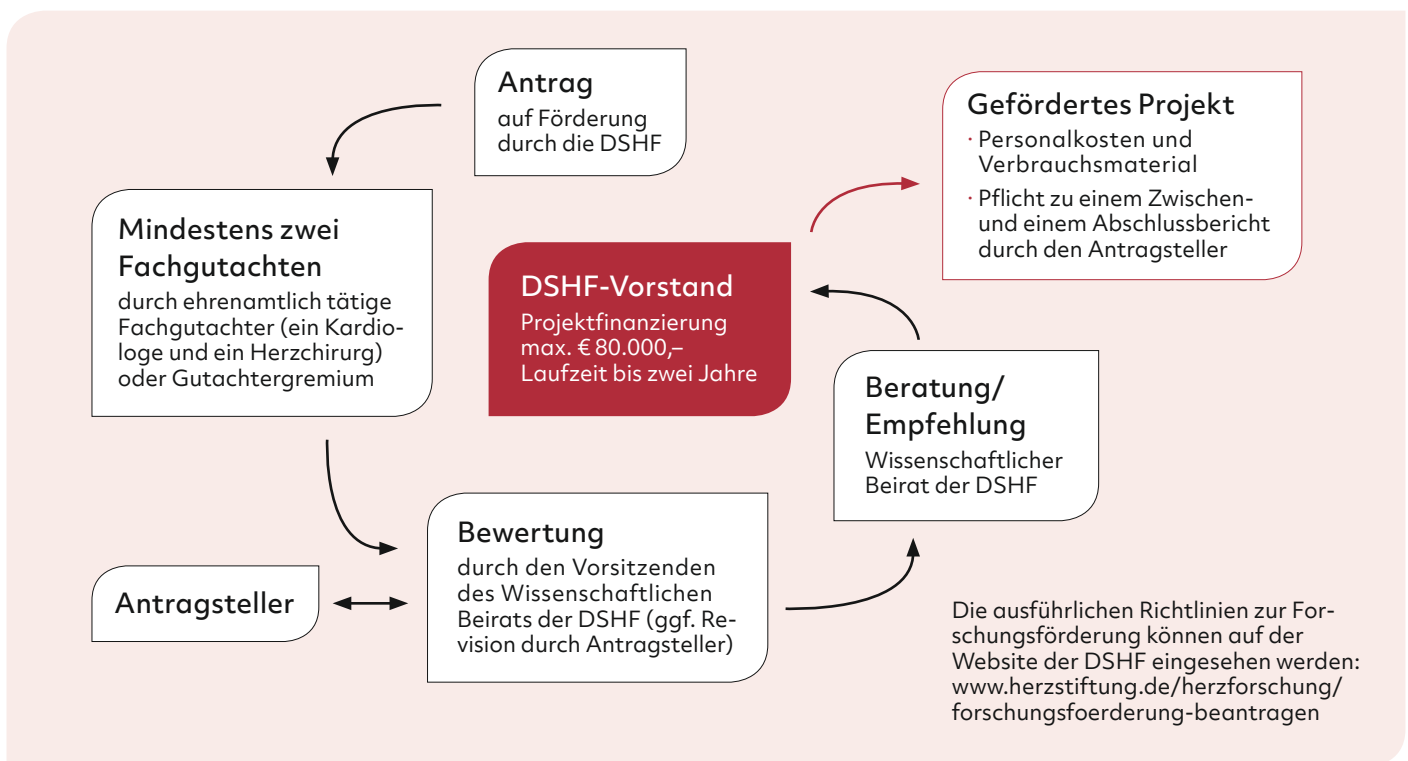 Antrag
auf Förderung
durch die DSHF
Mindestens zwei
Fachgutachten
durch ehrenamtlich tätige
Fachgutachter (ein Kardio-
loge und ein Herzchirurg)
oder Gutachtergremium
Antragsteller
Bewertung
durch den Vorsitzenden
des Wissenschaftlichen
Beirats der DSHF (ggf. Re-
vision durch Antragsteller)
Beratung/
Empfehlung
Wissenschaftlicher
Beirat der DSHF
DSHF-Vorstand
Projektfinanzierung
max. € 80.000,–
Laufzeit bis zwei Jahre
Gefördertes Projekt
· Personalkosten und
Verbrauchsmaterial
· Pflicht zu einem Zwischen-
und einem Abschlussbericht
durch den Antragsteller
Die ausführlichen Richtlinien zur For-
schungsförderung können auf der
Website der DSHF eingesehen werden:
www.herzstiftung.de/herzforschung/
forschungsfoerderung-beantragen